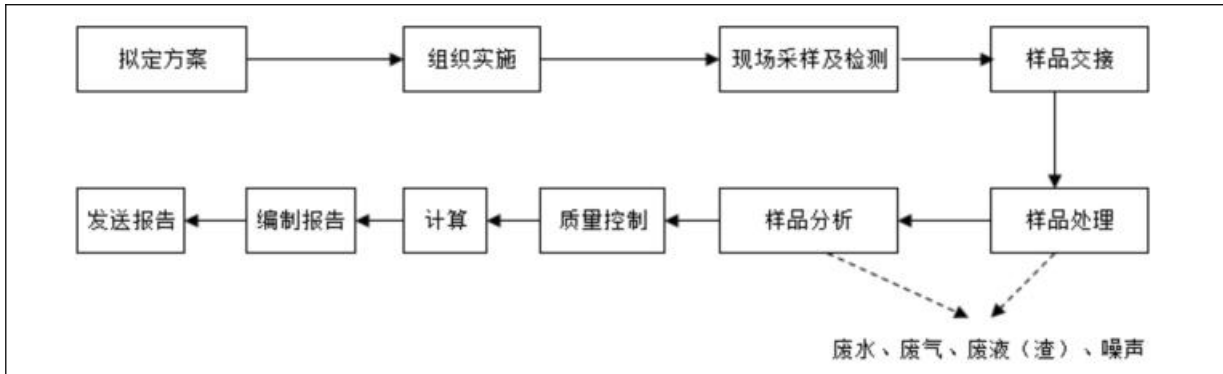 拟定方案
组织实施
现场采样及检测
样品交接
发送报告
编制报告
计算
质量控制
样品分析
样品处理
废水、废气、废液（渣）、噪声